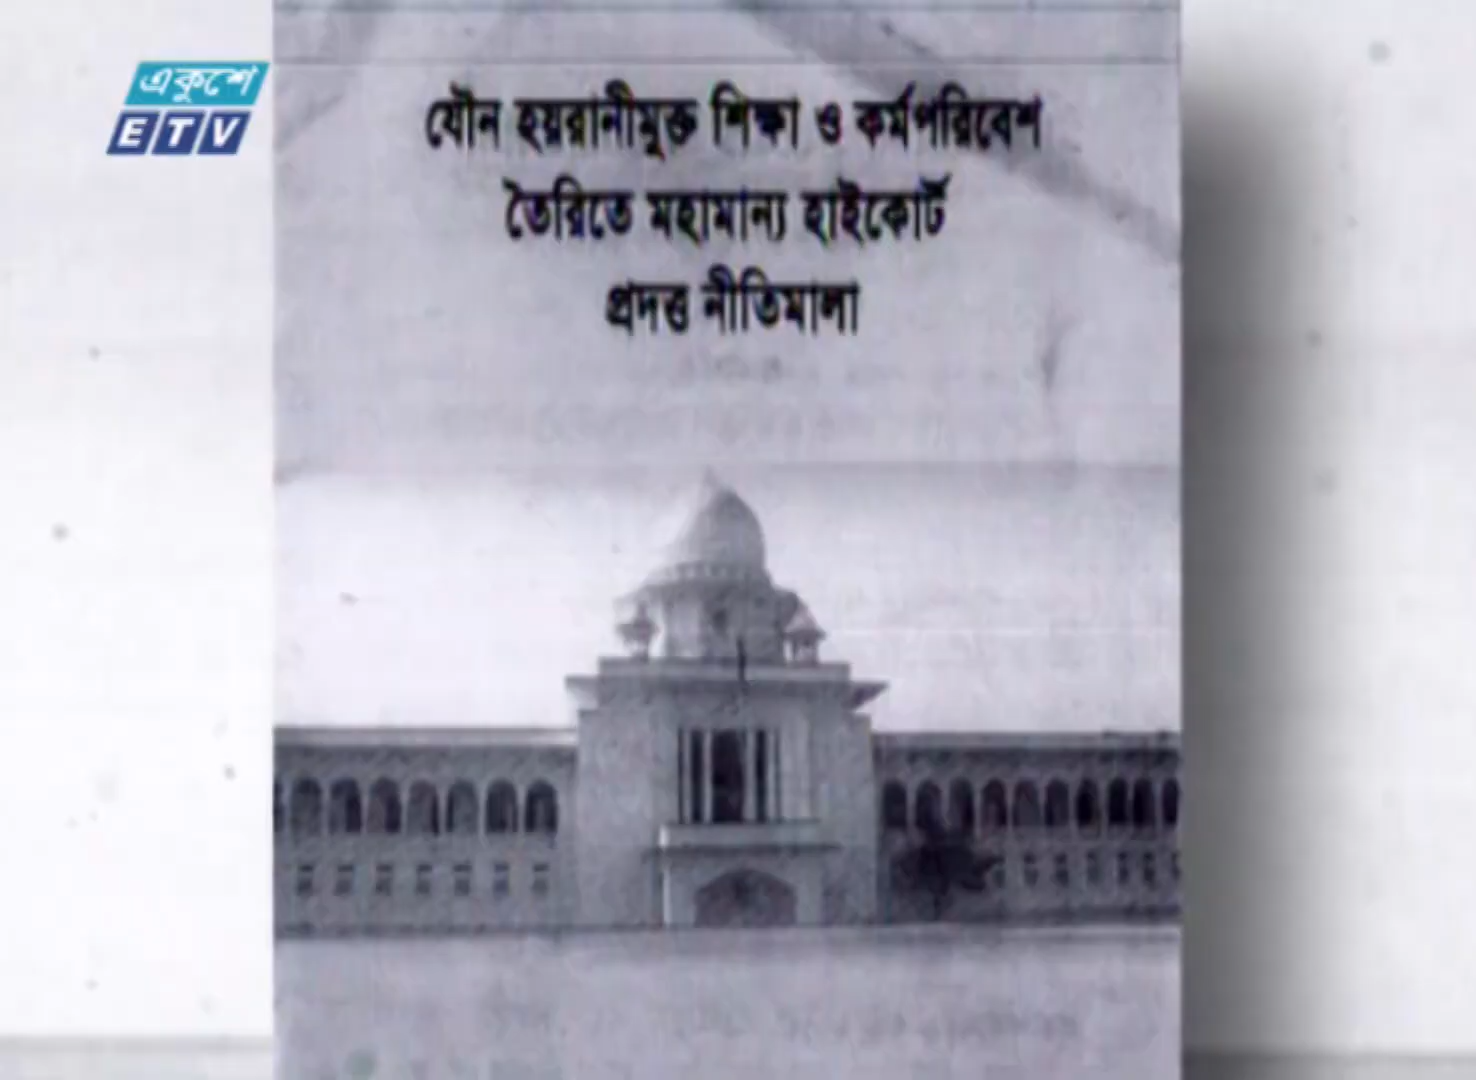 একুশে
ETV
যৌন হয়রানীমুক্ত শিক্ষা ও কর্মপরিবেশ
তৈরিতে মহামান্য হাইকোর্ট
প্রদত্ত নীতিমালা